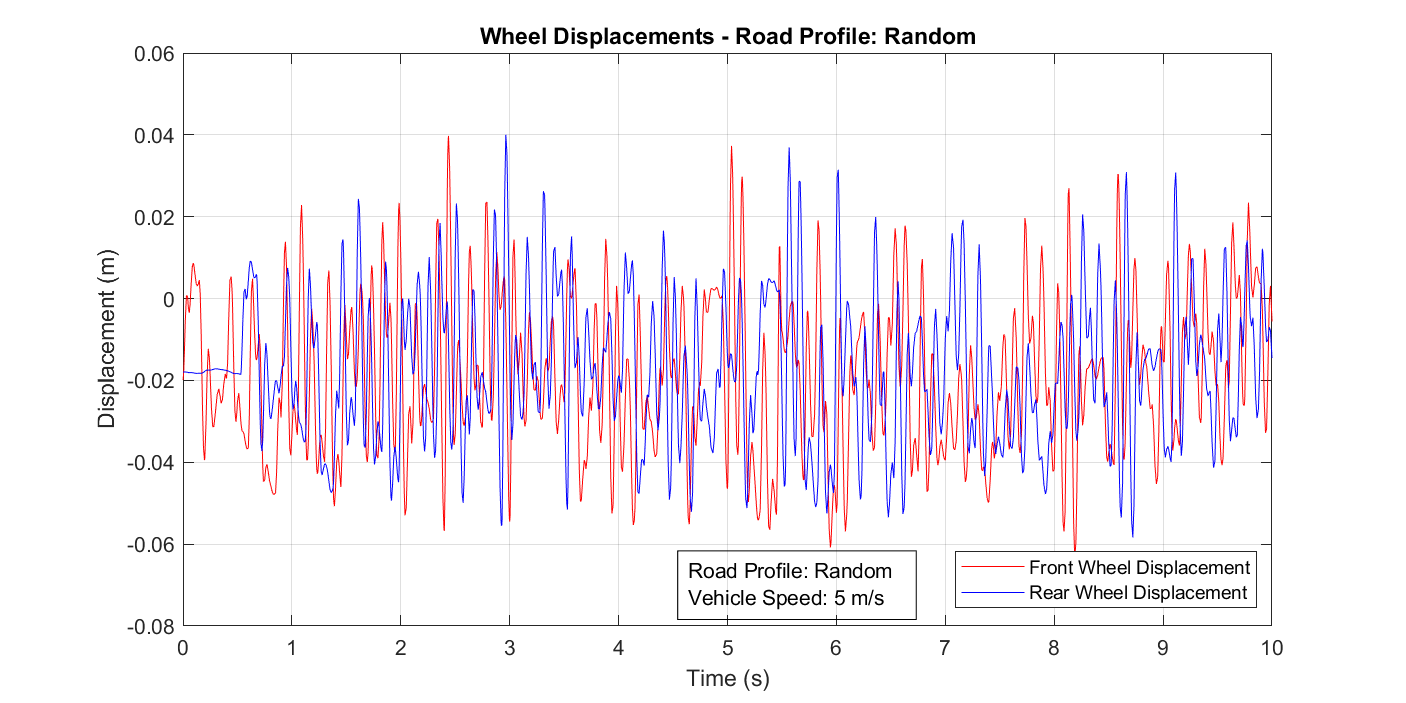 Wheel Displacements - Road Profile: Random
0.06
0.04
0.02
0
-0.02
-0.04
-0.06
-0.08
Displacement (m)
Road Profile: Random
Vehicle Speed: 5 m/s
Front Wheel Displacement
Rear Wheel Displacement
0 1 2 3 4 5 6 7 8 9 10
Time (s)